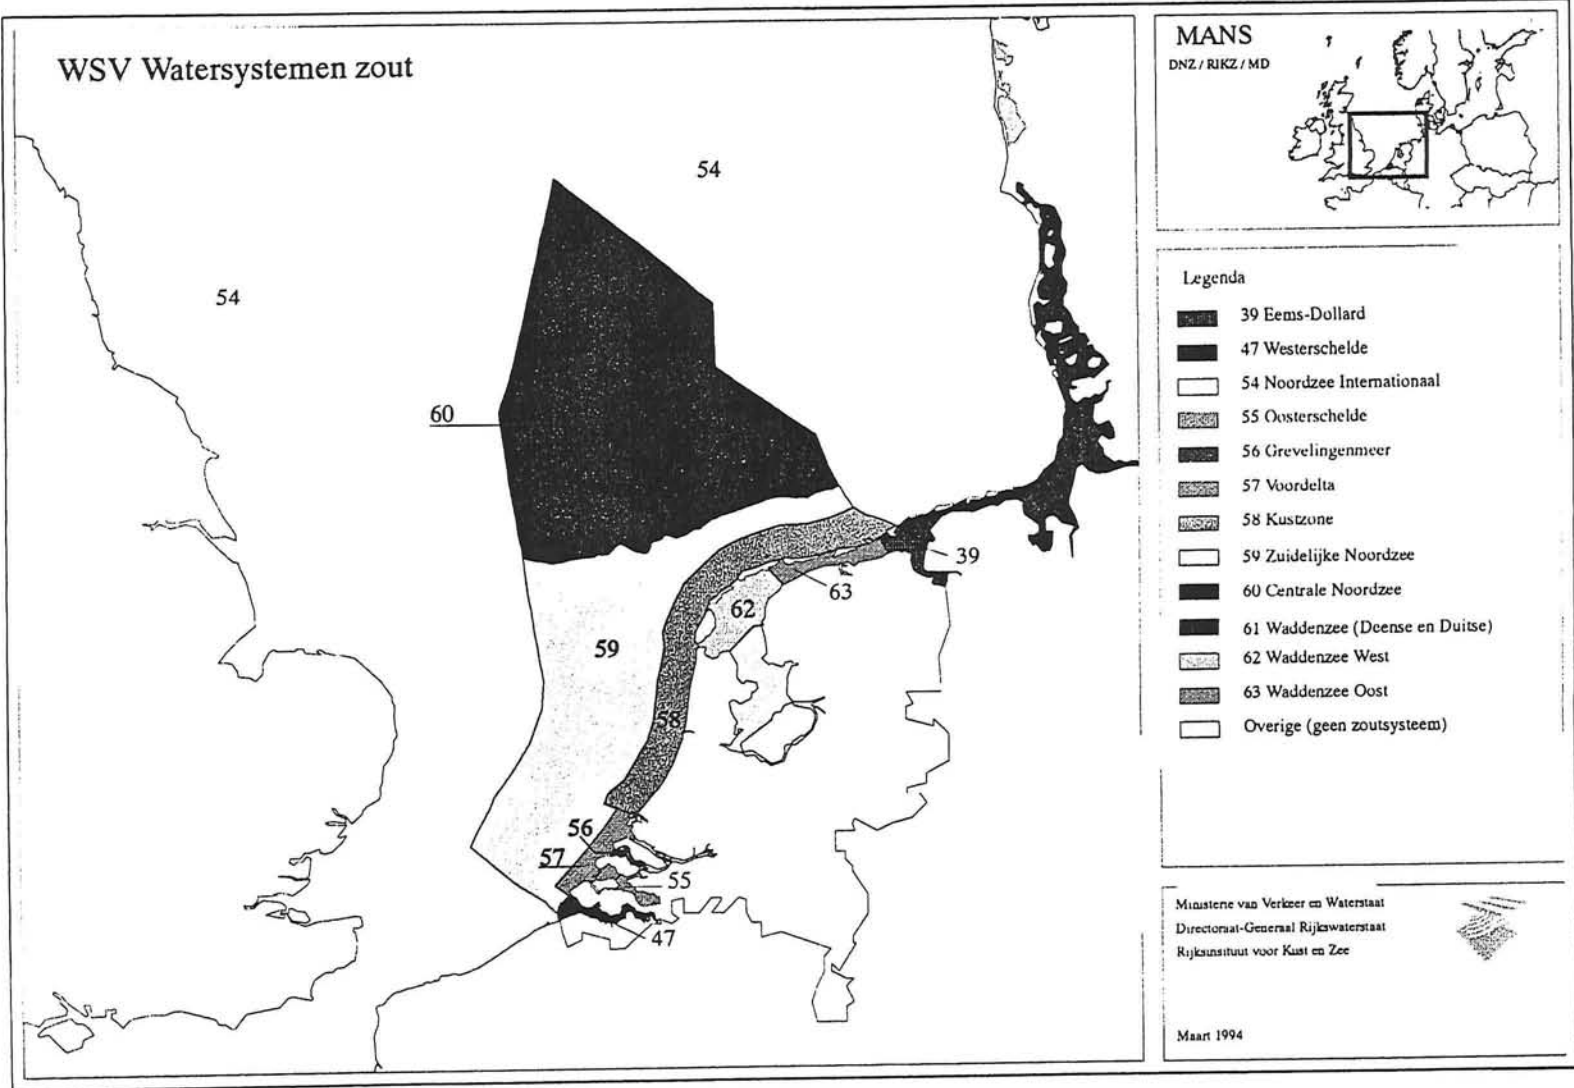 WSV Watersystemen zout
54
54
60
59
58
62
63
39
56
57
55
47
MANS
DNZ / RIKZ / MD
Legenda
39 Eems-Dollard
47 Westerschelde
54 Noordzee Internationaal
55 Oosterschelde
56 Grevelingenmeer
57 Voordelta
58 Kustzone
59 Zuidelijke Noordzee
60 Centrale Noordzee
61 Waddenzee (Deense en Duitse)
62 Waddenzee West
63 Waddenzee Oost
Overige (geen zoutsysteem)
Ministerie van Verkeer en Waterstaat
Directoraat-Generaal Rijkswaterstaat
Rijksinsituut voor Kust en Zee
Maart 1994